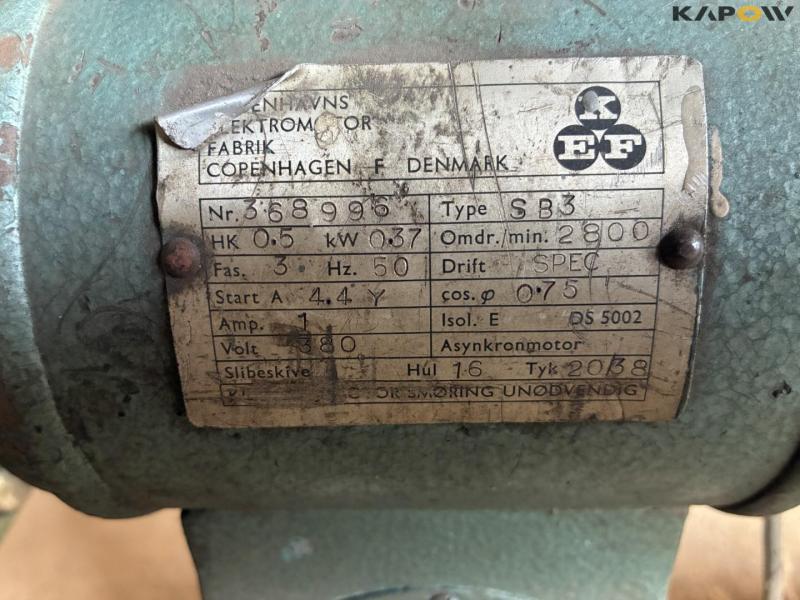 KAPOW
ENHAVNS
ELEKTROMOTOR
FABRIK
COPENHAGEN F DENMARK
K
E F
Nr. 368996 Type SB3
HK 0.5 kW 0.37 Omdr./min. 2800
Fas. 3 Hz. 50 Drift SPEC
Start A 4.4 Y cos. φ 0.75
Amp. 1 Isol. E DS 5002
Volt 380 Asynkronmotor
Slibeskive Hul 16 Tyk 20/38
SMØRING UNØDVENDIG